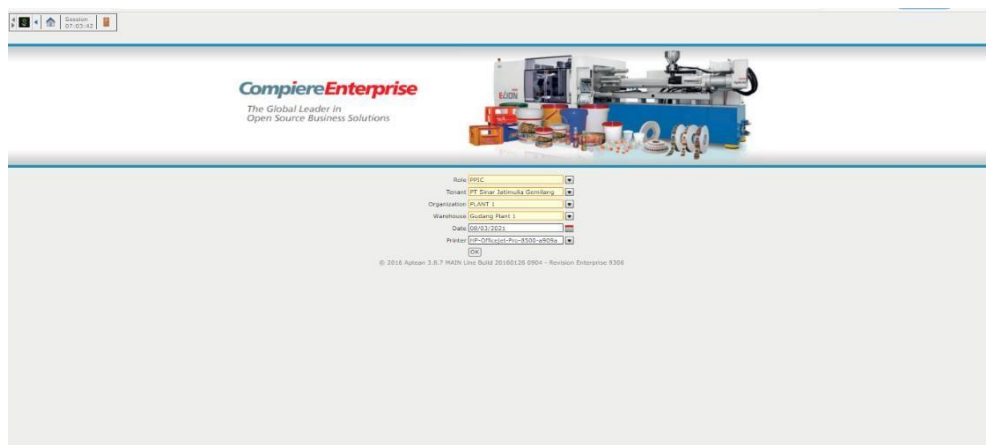 Session
07:03:42
CompiereEnterprise
The Global Leader in
Open Source Business Solutions
Role PPIC
Tenant PT Sinar Jatimulia Gemilang
Organization PLANT 1
Warehouse Gudang Plant 1
Date 08/03/2021
Printer HP-OfficeJet-Pro-8500-a909a
OK
© 2016 Aptean 3.8.7 MAIN Line Build 20160126 0904 - Revision Enterprise 9306